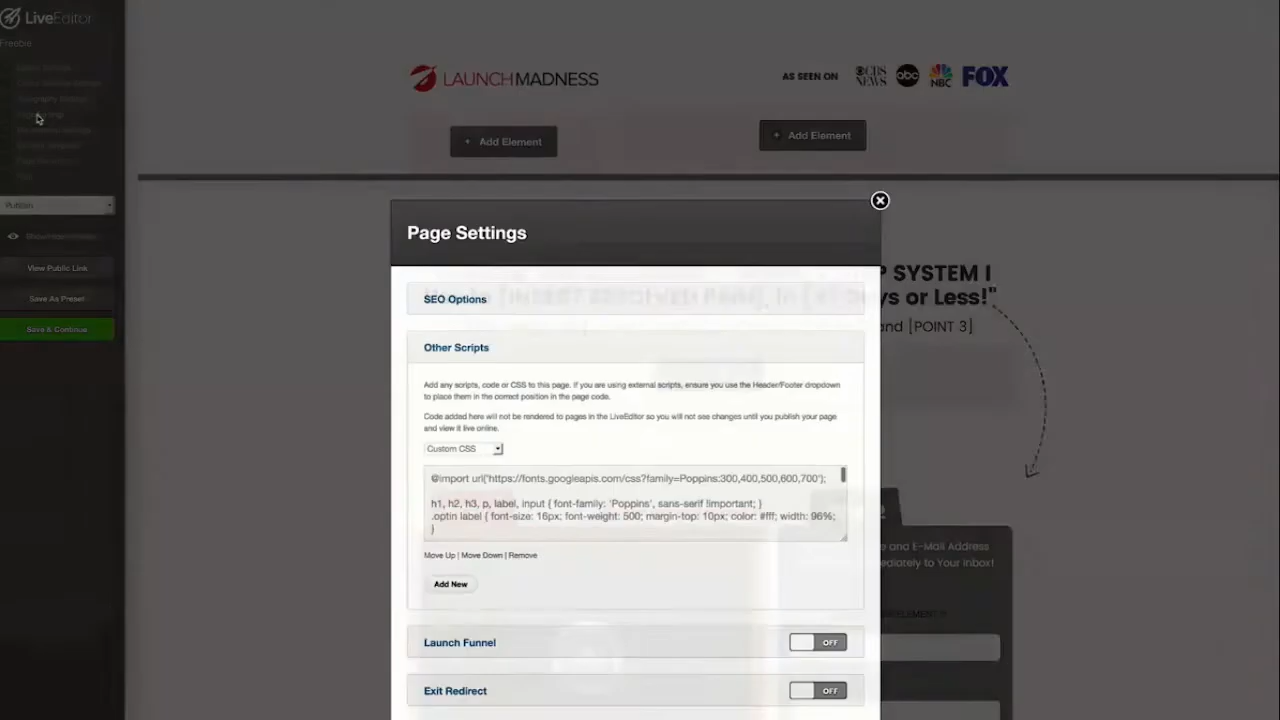 LiveEditor
Freebie
LAUNCHMADNESS
AS SEEN ON
CBS NEWS
abc
NBC
FOX
+ Add Element
+ Add Element
Publish
View Public Link
Save As Preset
Save & Continue
Page Settings
SEO Options
P SYSTEM I
ys or Less!"
and [POINT 3]
Other Scripts
Add any scripts, code or CSS to this page. If you are using external scripts, ensure you use the Header/Footer dropdown
to place them in the correct position in the page code.
Code added here will not be rendered to pages in the LiveEditor so you will not see changes until you publish your page
and view it live online.
Custom CSS
@import url('https://fonts.googleapis.com/css?family=Poppins:300,400,500,600,700');
h1, h2, h3, p, label, input { font-family: 'Poppins', sans-serif !important; }
.optin label { font-size: 16px; font-weight: 500; margin-top: 10px; color: #fff; width: 96%;
}
Move Up | Move Down | Remove
Add New
e and E-Mail Address
ediately to Your Inbox!
Launch Funnel
OFF
Exit Redirect
OFF